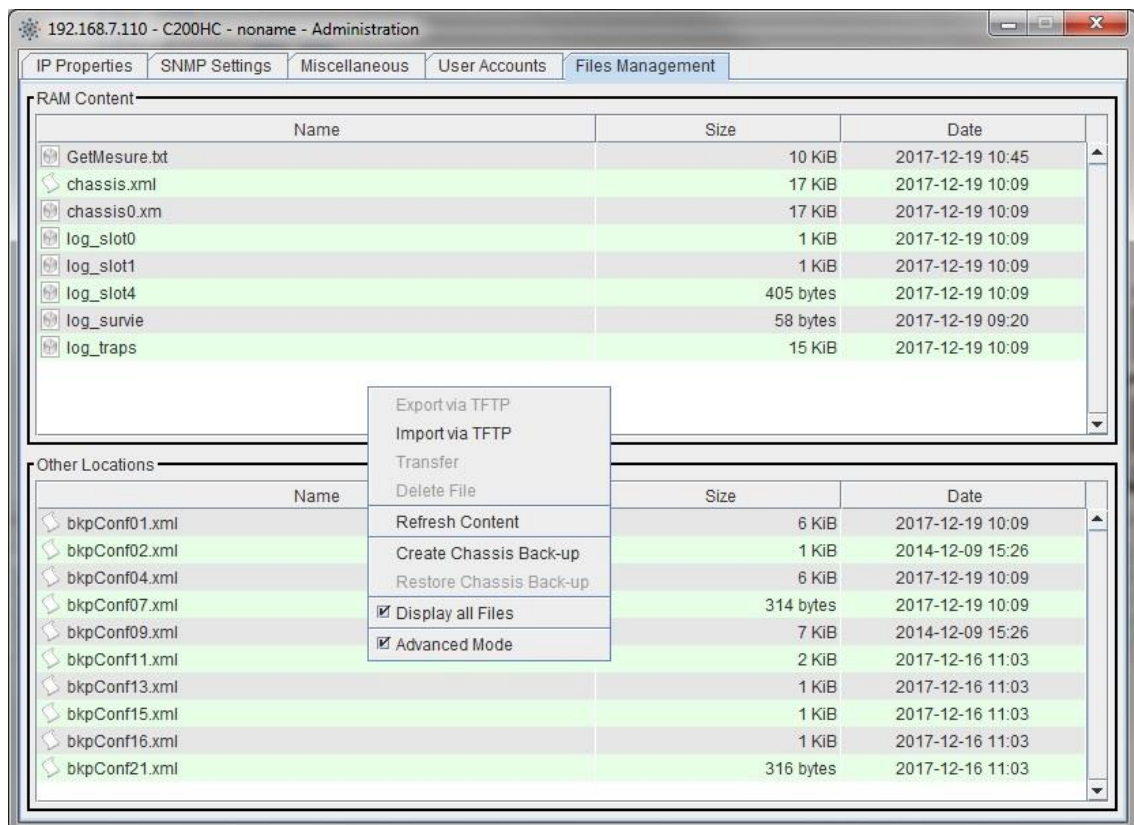 192.168.7.110 - C200HC - noname - Administration
IP Properties SNMP Settings Miscellaneous User Accounts Files Management
RAM Content
Name Size Date
GetMesure.txt 10 KiB 2017-12-19 10:45
chassis.xml 17 KiB 2017-12-19 10:09
chassis0.xm 17 KiB 2017-12-19 10:09
log_slot0 1 KiB 2017-12-19 10:09
log_slot1 1 KiB 2017-12-19 10:09
log_slot4 405 bytes 2017-12-19 10:09
log_survie 58 bytes 2017-12-19 09:20
log_traps 15 KiB 2017-12-19 10:09
Export via TFTP
Import via TFTP
Transfer
Delete File
Refresh Content
Create Chassis Back-up
Restore Chassis Back-up
Display all Files
Advanced Mode
Other Locations
Name Size Date
bkpConf01.xml 6 KiB 2017-12-19 10:09
bkpConf02.xml 1 KiB 2014-12-09 15:26
bkpConf04.xml 6 KiB 2017-12-19 10:09
bkpConf07.xml 314 bytes 2017-12-19 10:09
bkpConf09.xml 7 KiB 2014-12-09 15:26
bkpConf11.xml 2 KiB 2017-12-16 11:03
bkpConf13.xml 1 KiB 2017-12-16 11:03
bkpConf15.xml 1 KiB 2017-12-16 11:03
bkpConf16.xml 1 KiB 2017-12-16 11:03
bkpConf21.xml 316 bytes 2017-12-16 11:03